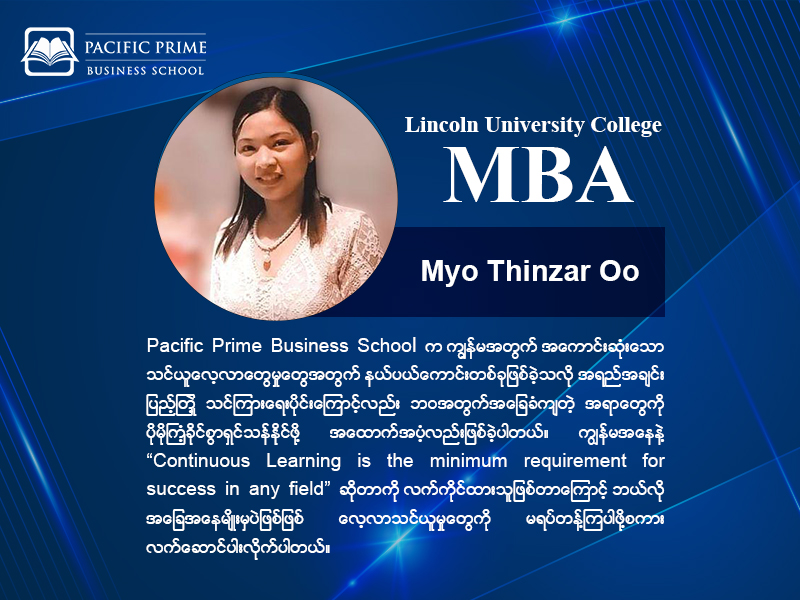 PACIFIC PRIME
BUSINESS SCHOOL
Lincoln University College
MBA
Myo Thinzar Oo
Pacific Prime Business School က ကျွန်မအတွက် အကောင်းဆုံးသော
သင်ယူလေ့လာတွေ့မှုတွေအတွက် နယ်ပယ်ကောင်းတစ်ခုဖြစ်ခဲ့သလို အရည်အချင်း
ပြည့်တြို့ သင်ကြားရေးပိုင်းကြောင့်လည်း ဘဝအတွက်အခြေခံကျတဲ့ အရာတွေကို
ပိုမိုကြံ့ခိုင်စွာရှင်သန်နိုင်ဖို့ အထောက်အပံ့လည်းဖြစ်ခဲ့ပါတယ်။ ကျွန်မအနေနဲ့
“Continuous Learning is the minimum requirement for
success in any field” ဆိုတာကို လက်ကိုင်ထားသူဖြစ်တာကြောင့် ဘယ်လို
အခြေအနေမျိုးမှာပဲဖြစ်ဖြစ် လေ့လာသင်ယူမှုတွေကို မရပ်တန့်ကြပါဖို့စကား
လက်ဆောင်ပါးလိုက်ပါတယ်။